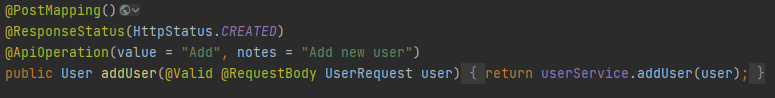 @PostMapping()
@ResponseStatus(HttpStatus.CREATED)
@ApiOperation(value = "Add", notes = "Add new user")
public User addUser(@Valid @RequestBody UserRequest user) { return userService.addUser(user); }